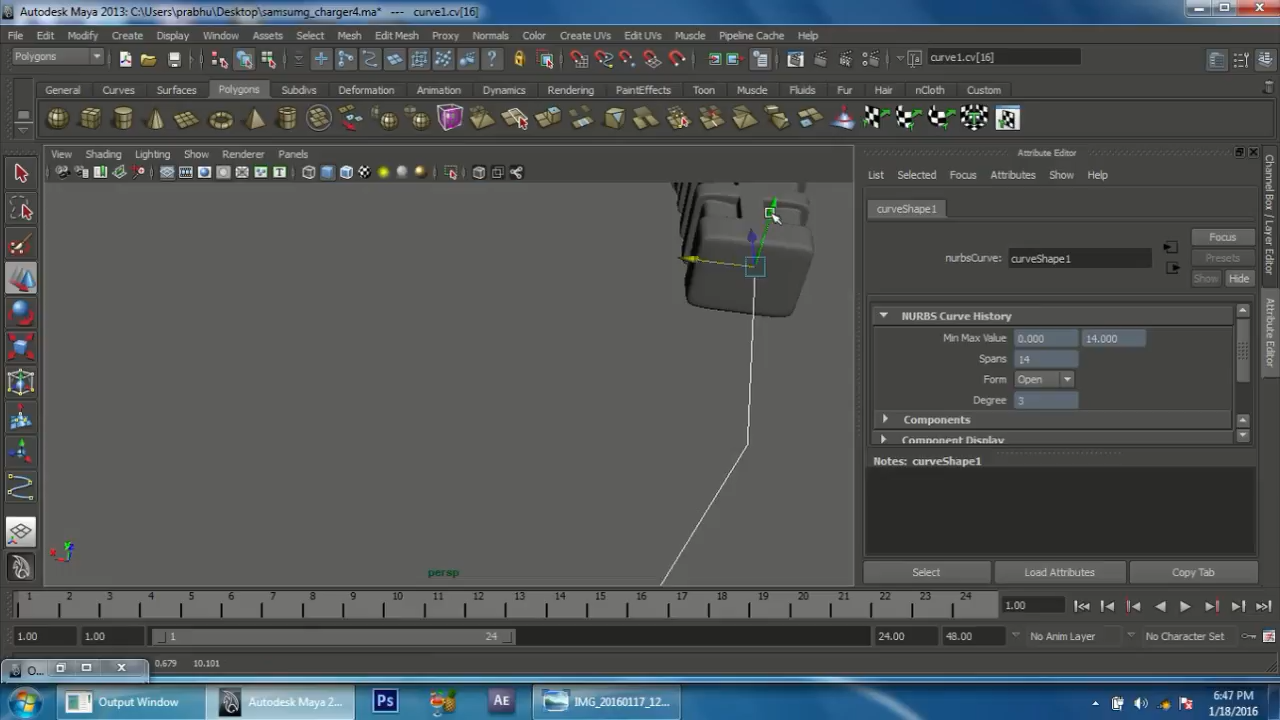 Autodesk Maya 2013: C:\Users\prabhu\Desktop\samsumg_charger4.ma* --- curve1.cv[16]
File Edit Modify Create Display Window Assets Select Mesh Edit Mesh Proxy Normals Color Create UVs Edit UVs Muscle Pipeline Cache Help
Polygons
curve1.cv[16]
General Curves Surfaces Polygons Subdivs Deformation Animation Dynamics Rendering PaintEffects Toon Muscle Fluids Fur Hair nCloth Custom
View Shading Lighting Show Renderer Panels
Attribute Editor
List Selected Focus Attributes Show Help
curveShape1
Focus
nurbsCurve: curveShape1
Presets
Show Hide
NURBS Curve History
Min Max Value 0.000 14.000
Spans 14
Form Open
Degree 3
Components
Component Display
Notes: curveShape1
Select Load Attributes Copy Tab
Channel Box / Layer Editor
Attribute Editor
persp
1 2 3 4 5 6 7 8 9 10 11 12 13 14 15 16 17 18 19 20 21 22 23 24 1.00
1.00 1.00 1 24 24.00 48.00 No Anim Layer No Character Set
O... 0.679 10.101
Output Window Autodesk Maya 2... Ps Ae IMG_20160117_12...
6:47 PM
1/18/2016